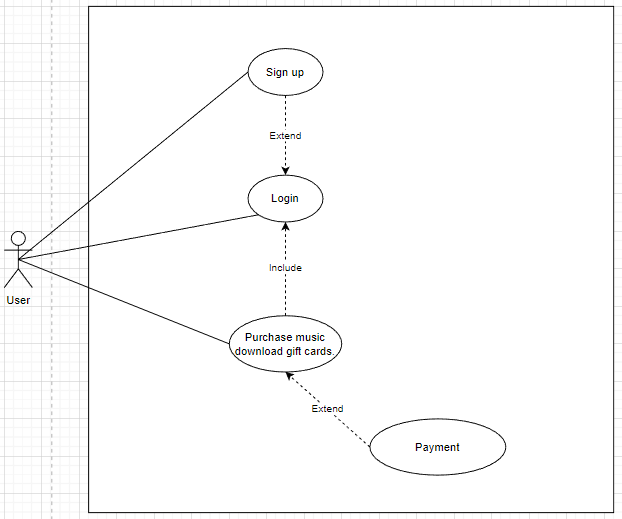 Sign up
Extend
Login
Include
User
Purchase music
download gift cards.
Extend
Payment